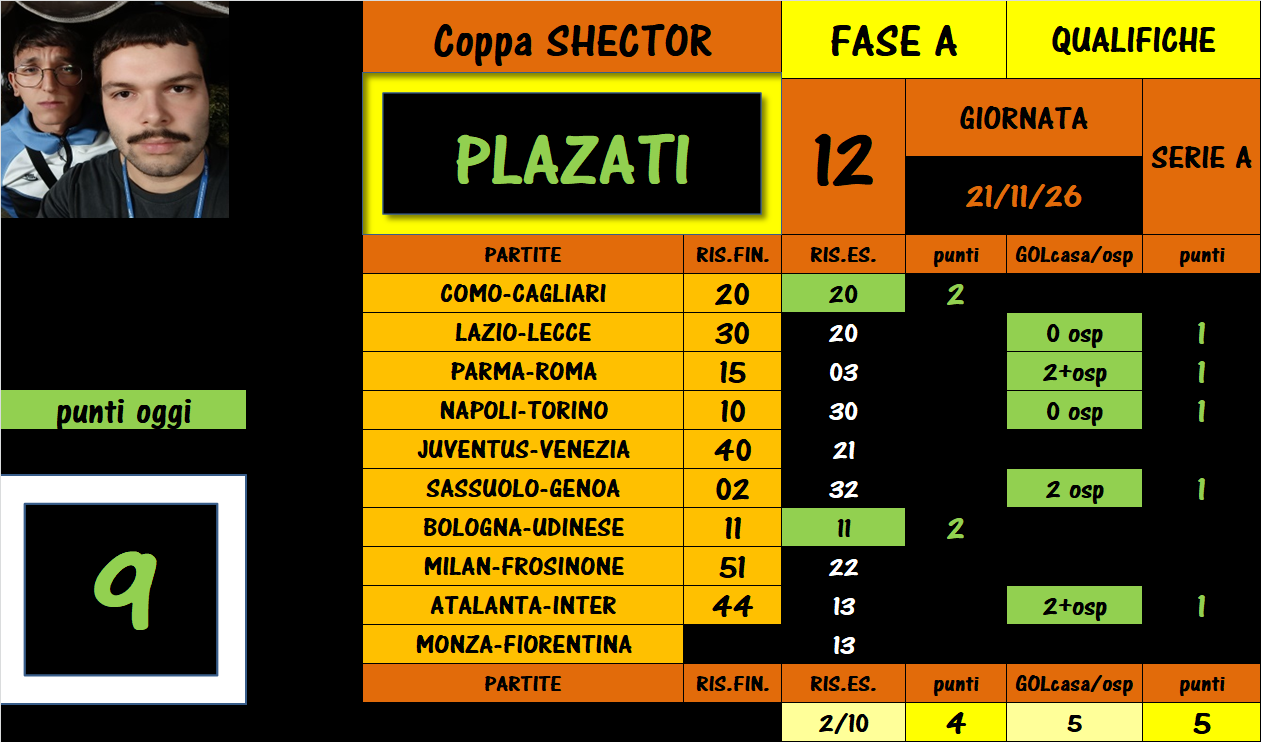 Coppa SHECTOR FASE A QUALIFICHE
PLAZATI 12 GIORNATA SERIE A
21/11/26
PARTITE RIS.FIN. RIS.ES. punti GOLcasa/osp punti
COMO-CAGLIARI 20 20 2
LAZIO-LECCE 30 20 0 osp 1
PARMA-ROMA 15 03 2+osp 1
punti oggi NAPOLI-TORINO 10 30 0 osp 1
JUVENTUS-VENEZIA 40 21
SASSUOLO-GENOA 02 32 2 osp 1
BOLOGNA-UDINESE 11 11 2
9 MILAN-FROSINONE 51 22
ATALANTA-INTER 44 13 2+osp 1
MONZA-FIORENTINA 13
PARTITE RIS.FIN. RIS.ES. punti GOLcasa/osp punti
2/10 4 5 5